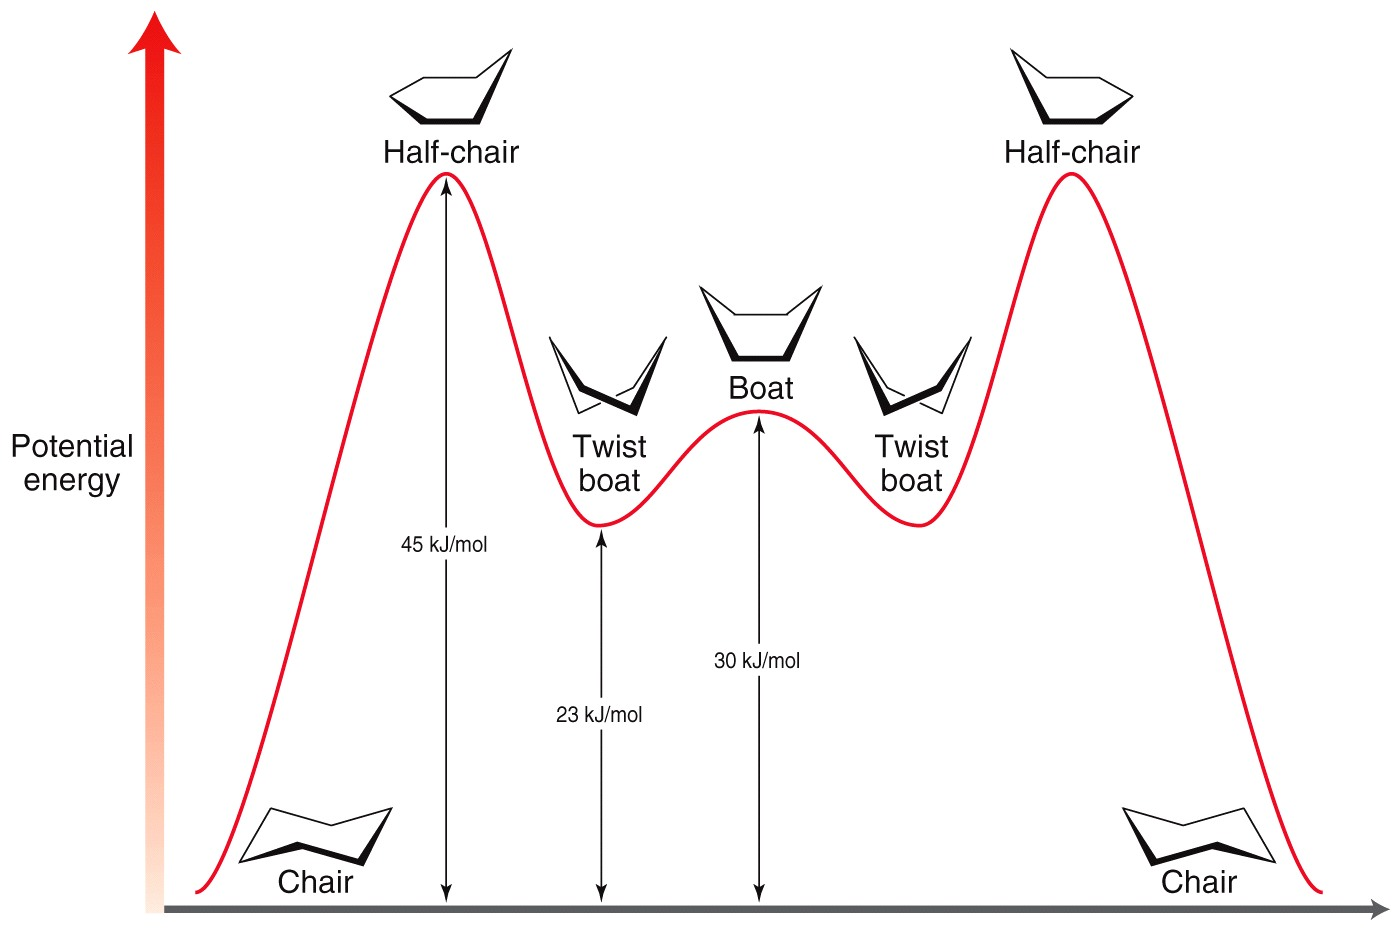 Half-chair
Half-chair
Boat
Twist
boat
Twist
boat
Potential
energy
45 kJ/mol
30 kJ/mol
23 kJ/mol
Chair
Chair